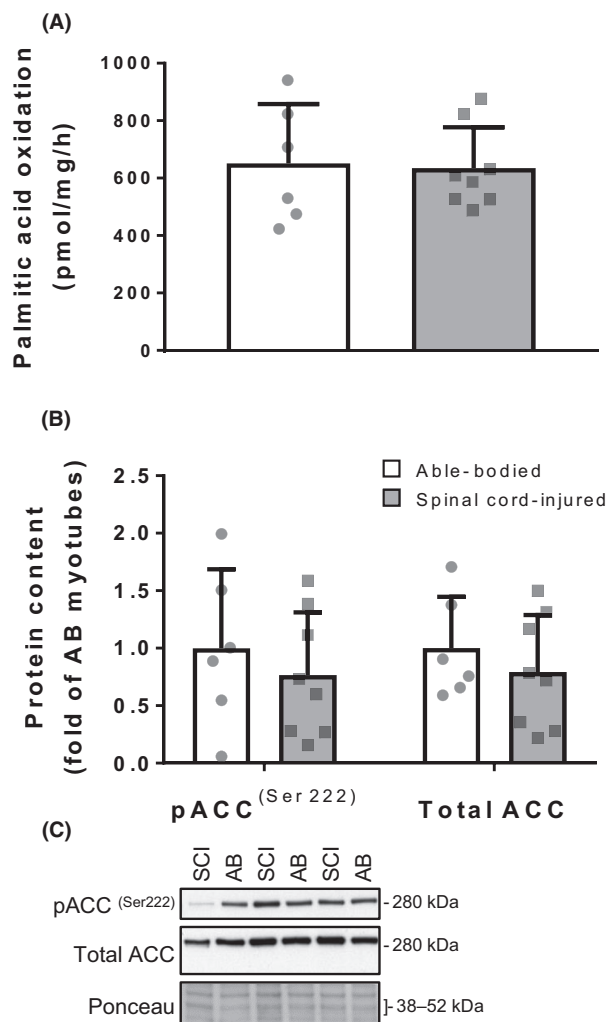 (A)
Palmitic acid oxidation
(pmol/mg/h)
1000
800
600
400
200
0
(B)
Protein content
(fold of AB myotubes)
2.5
2.0
1.5
1.0
0.5
0.0
Able-bodied
Spinal cord-injured
pACC (Ser 222)
Total ACC
(C)
SCI AB SCI AB SCI AB
pACC (Ser222) - 280 kDa
Total ACC - 280 kDa
Ponceau ]- 38–52 kDa